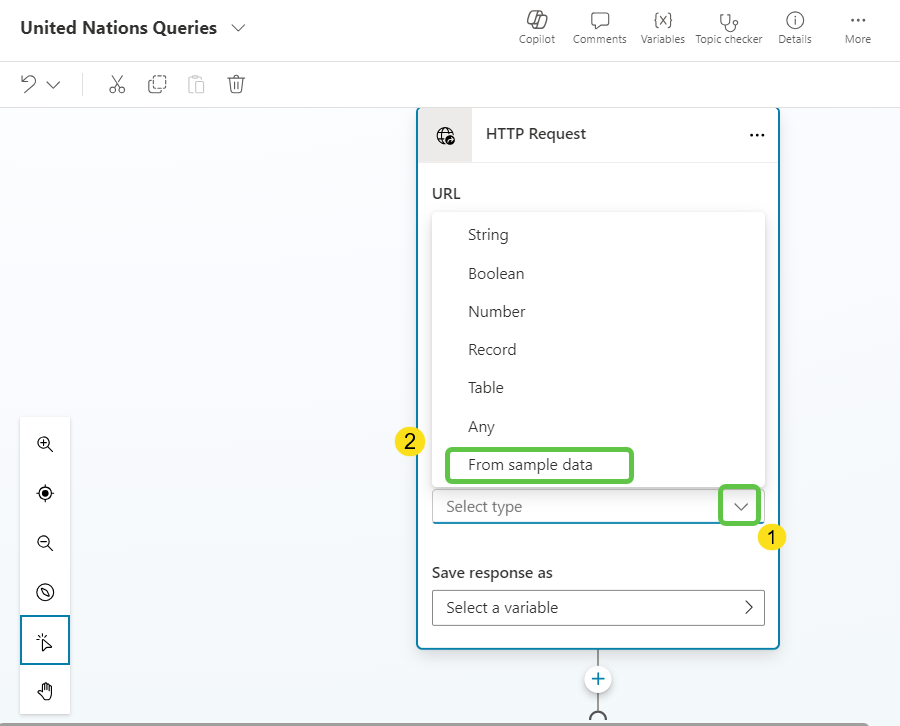 United Nations Queries
Copilot
Comments
{x}
Variables
Topic checker
Details
More
HTTP Request
URL
String
Boolean
Number
Record
Table
Any
2
From sample data
Select type
1
Save response as
Select a variable